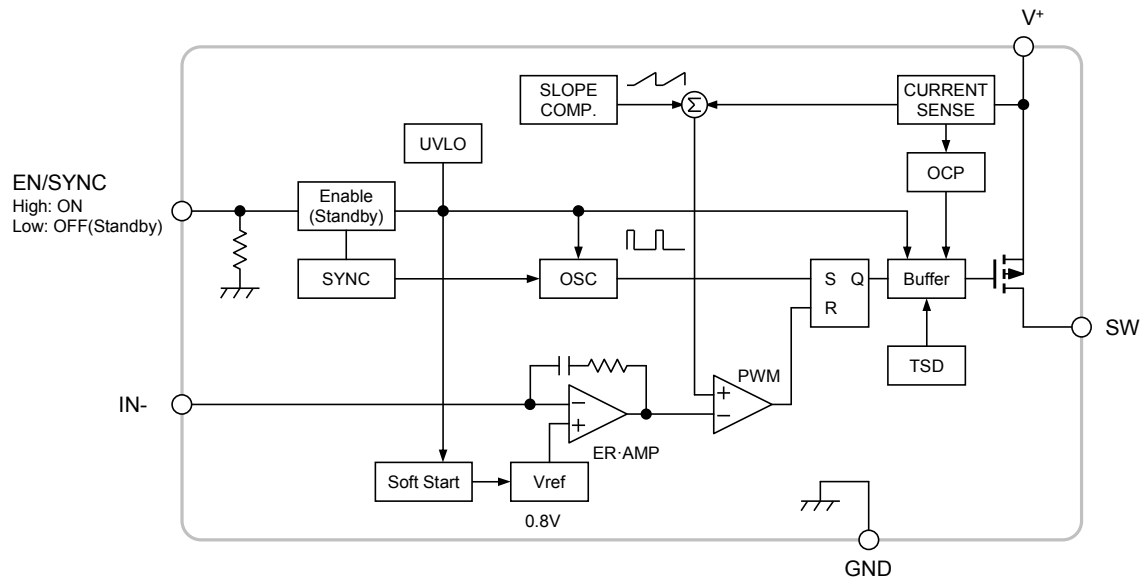 V+
SLOPE
COMP.
Σ
CURRENT
SENSE
UVLO
OCP
EN/SYNC
High: ON
Low: OFF(Standby)
Enable
(Standby)
SYNC
OSC
S Q
R
Buffer
SW
TSD
PWM
+
−
IN-
−
+
ER·AMP
Soft Start
Vref
0.8V
GND